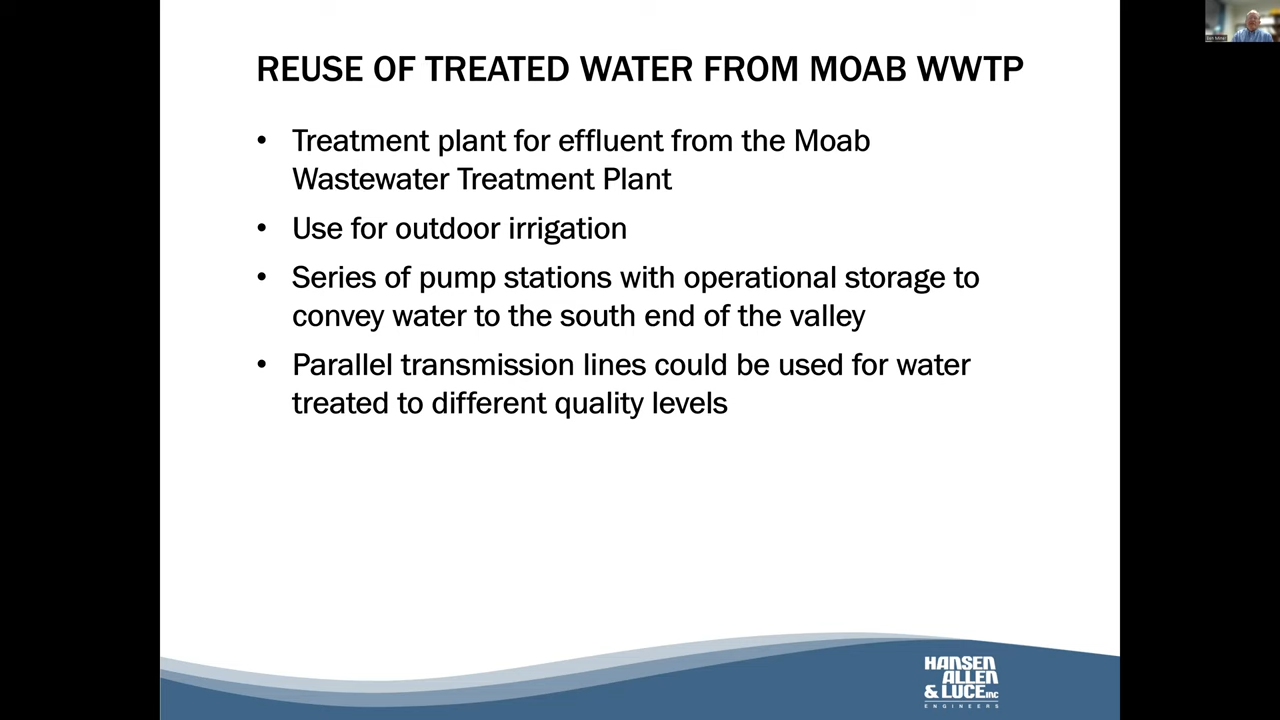 REUSE OF TREATED WATER FROM MOAB WWTP
• Treatment plant for effluent from the Moab
Wastewater Treatment Plant
• Use for outdoor irrigation
• Series of pump stations with operational storage to
convey water to the south end of the valley
• Parallel transmission lines could be used for water
treated to different quality levels
HANSEN
ALLEN
& LUCE INC
ENGINEERS